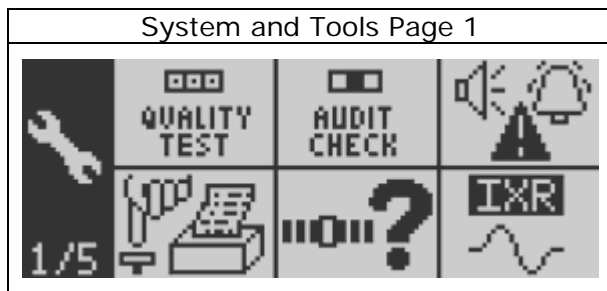 System and Tools Page 1
QUALITY
TEST
AUDIT
CHECK
?
IXR
1/5